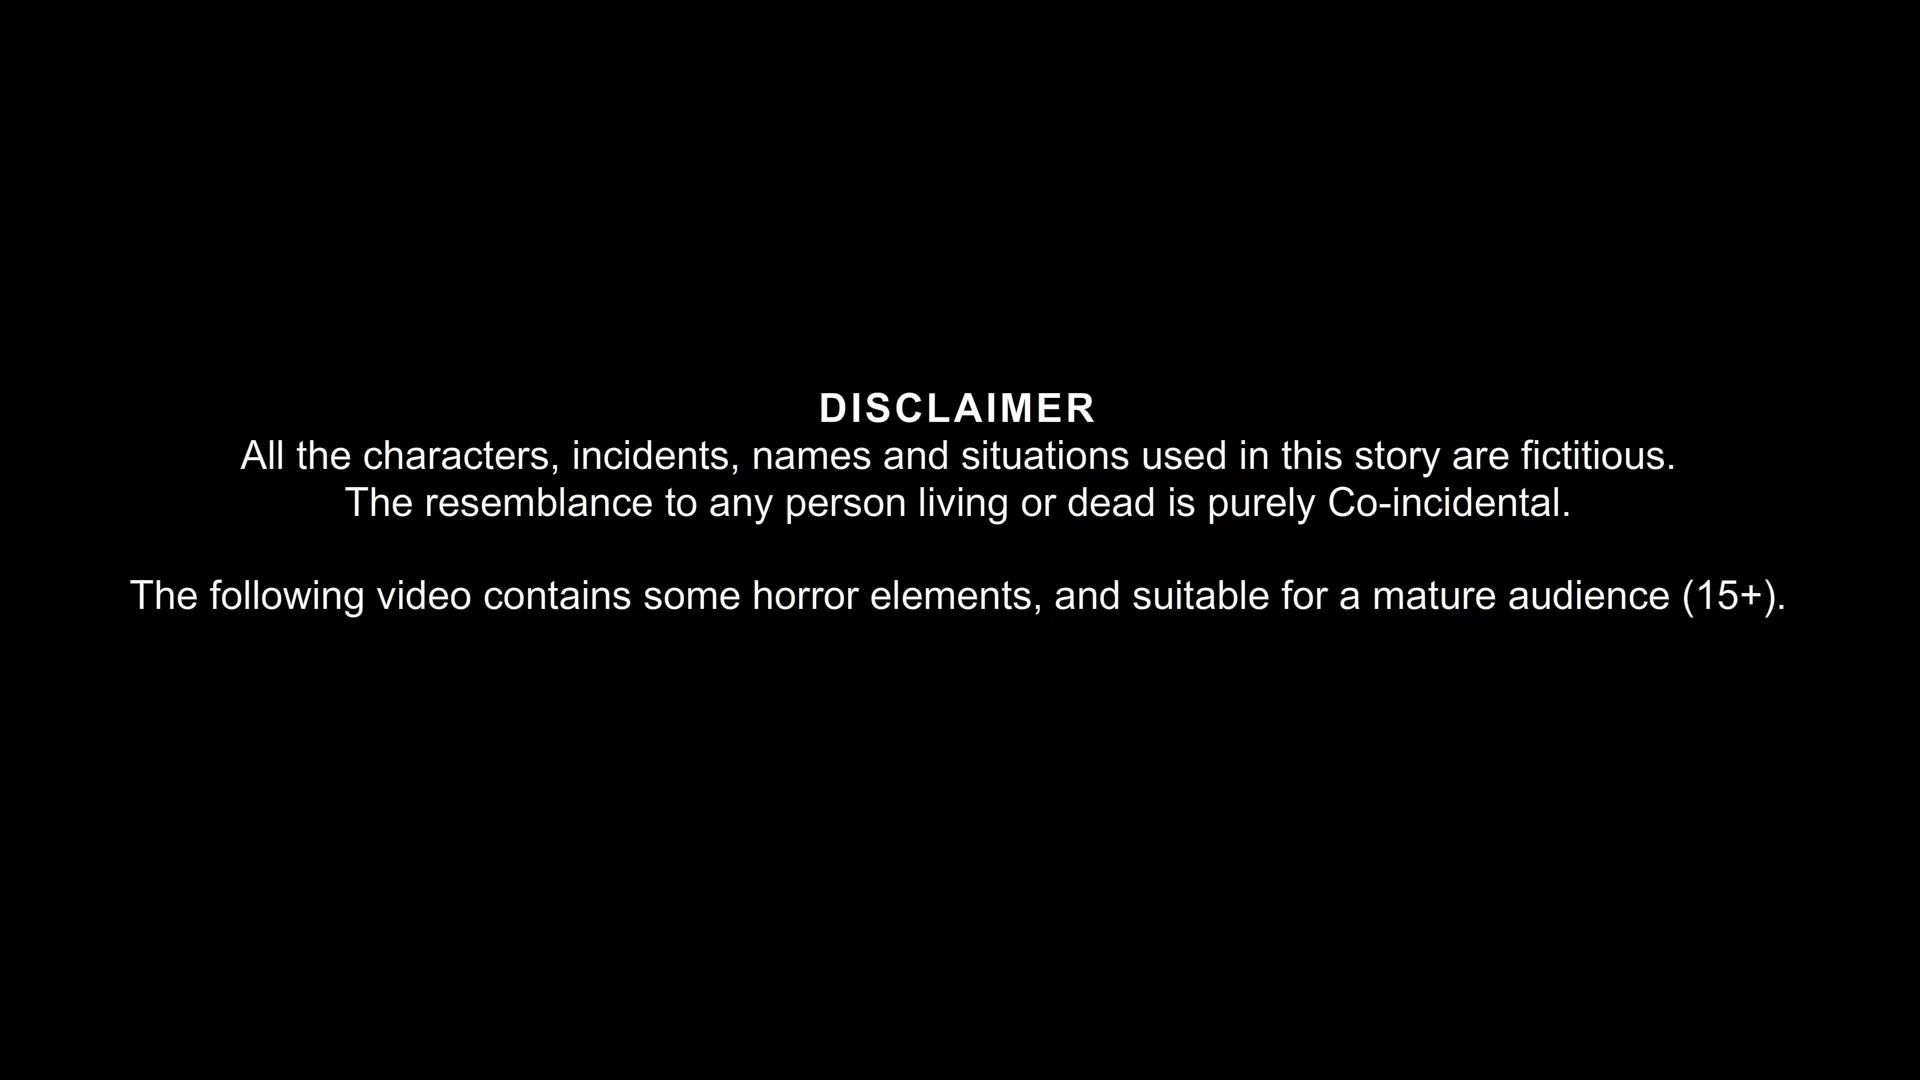 DISCLAIMER
All the characters, incidents, names and situations used in this story are fictitious.
The resemblance to any person living or dead is purely Co-incidental.
The following video contains some horror elements, and suitable for a mature audience (15+).